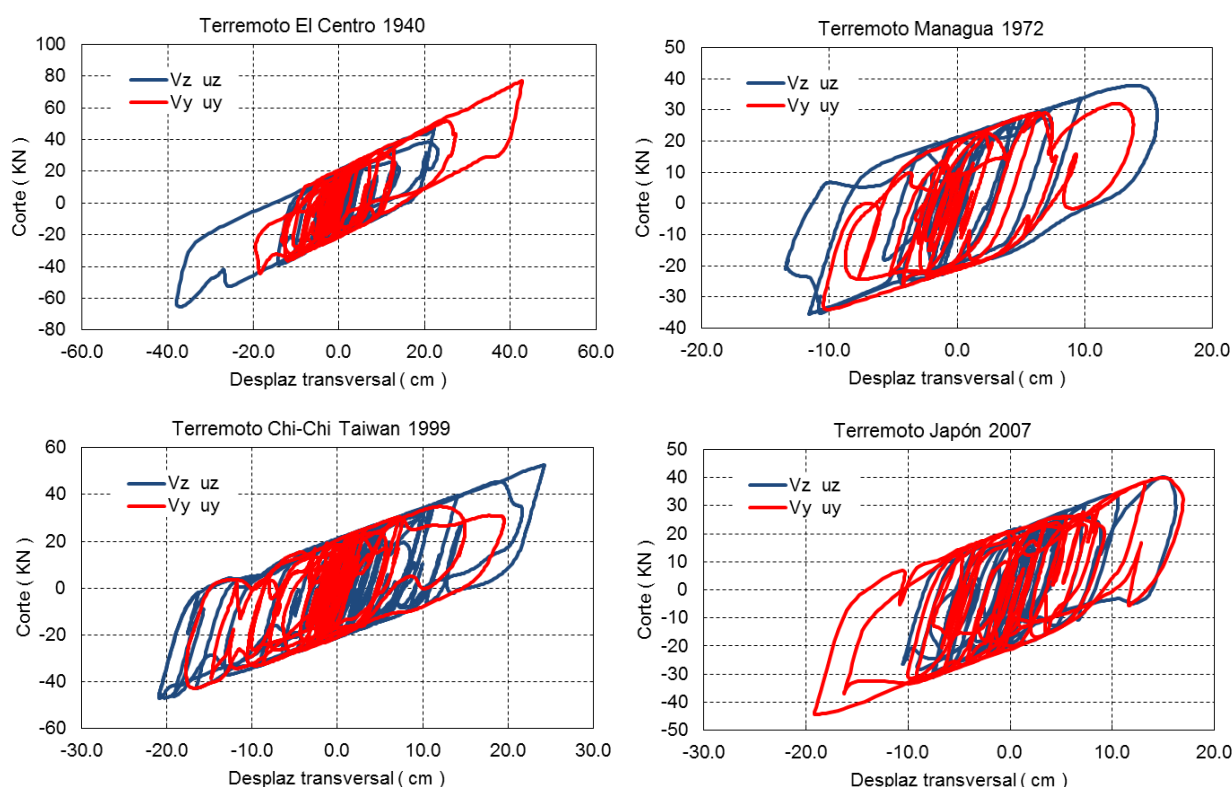 Terremoto El Centro 1940
Corte ( KN )
100
80
60
40
20
0
-20
-40
-60
-80
Vz uz
Vy uy
-60.0 -40.0 -20.0 0.0 20.0 40.0 60.0
Desplaz transversal ( cm )
Terremoto Managua 1972
Corte ( KN )
50
40
30
20
10
0
-10
-20
-30
-40
Vz uz
Vy uy
-20.0 -10.0 0.0 10.0 20.0
Desplaz transversal ( cm )
Terremoto Chi-Chi Taiwan 1999
Corte ( KN )
60
40
20
0
-20
-40
-60
Vz uz
Vy uy
-30.0 -20.0 -10.0 0.0 10.0 20.0 30.0
Desplaz transversal ( cm )
Terremoto Japón 2007
Corte ( KN )
50
40
30
20
10
0
-10
-20
-30
-40
-50
Vz uz
Vy uy
-30.0 -20.0 -10.0 0.0 10.0 20.0
Desplaz transversal ( cm )